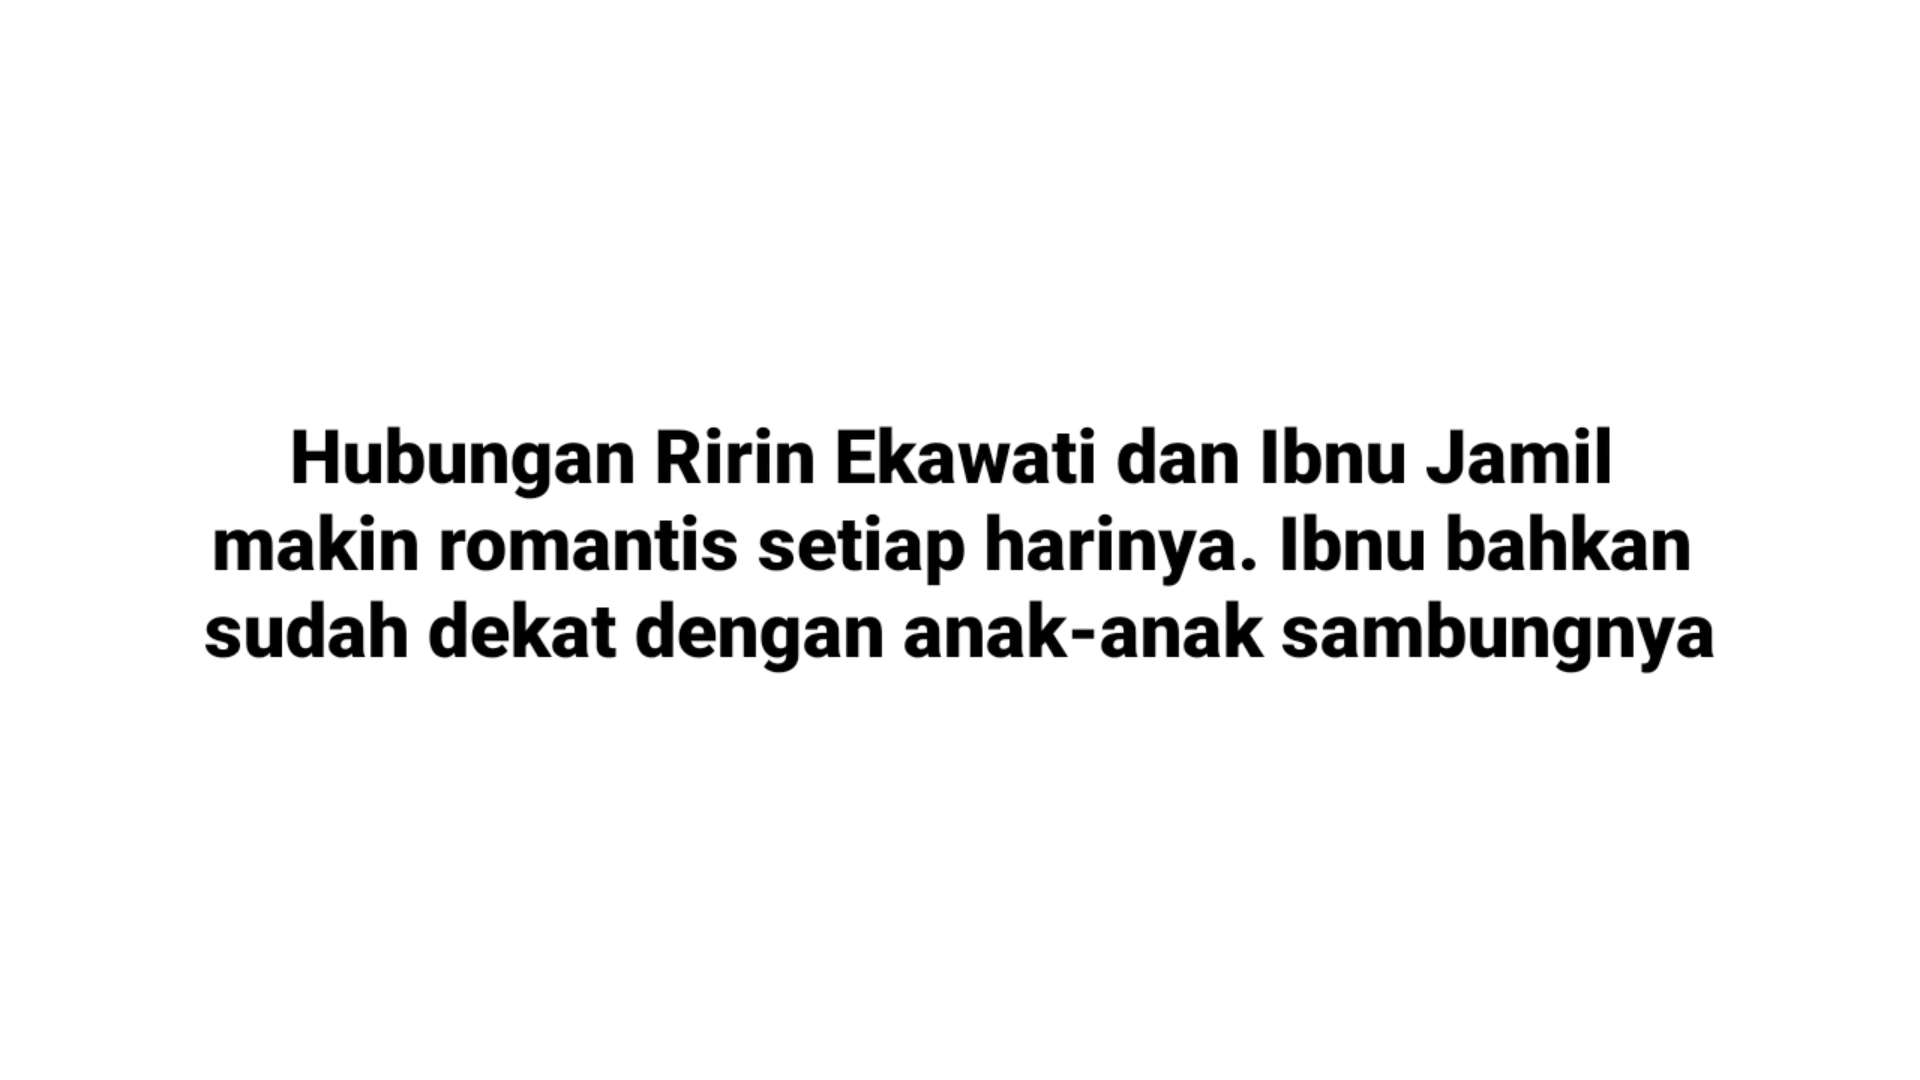 Hubungan Ririn Ekawati dan Ibnu Jamil
makin romantis setiap harinya. Ibnu bahkan
sudah dekat dengan anak-anak sambungnya